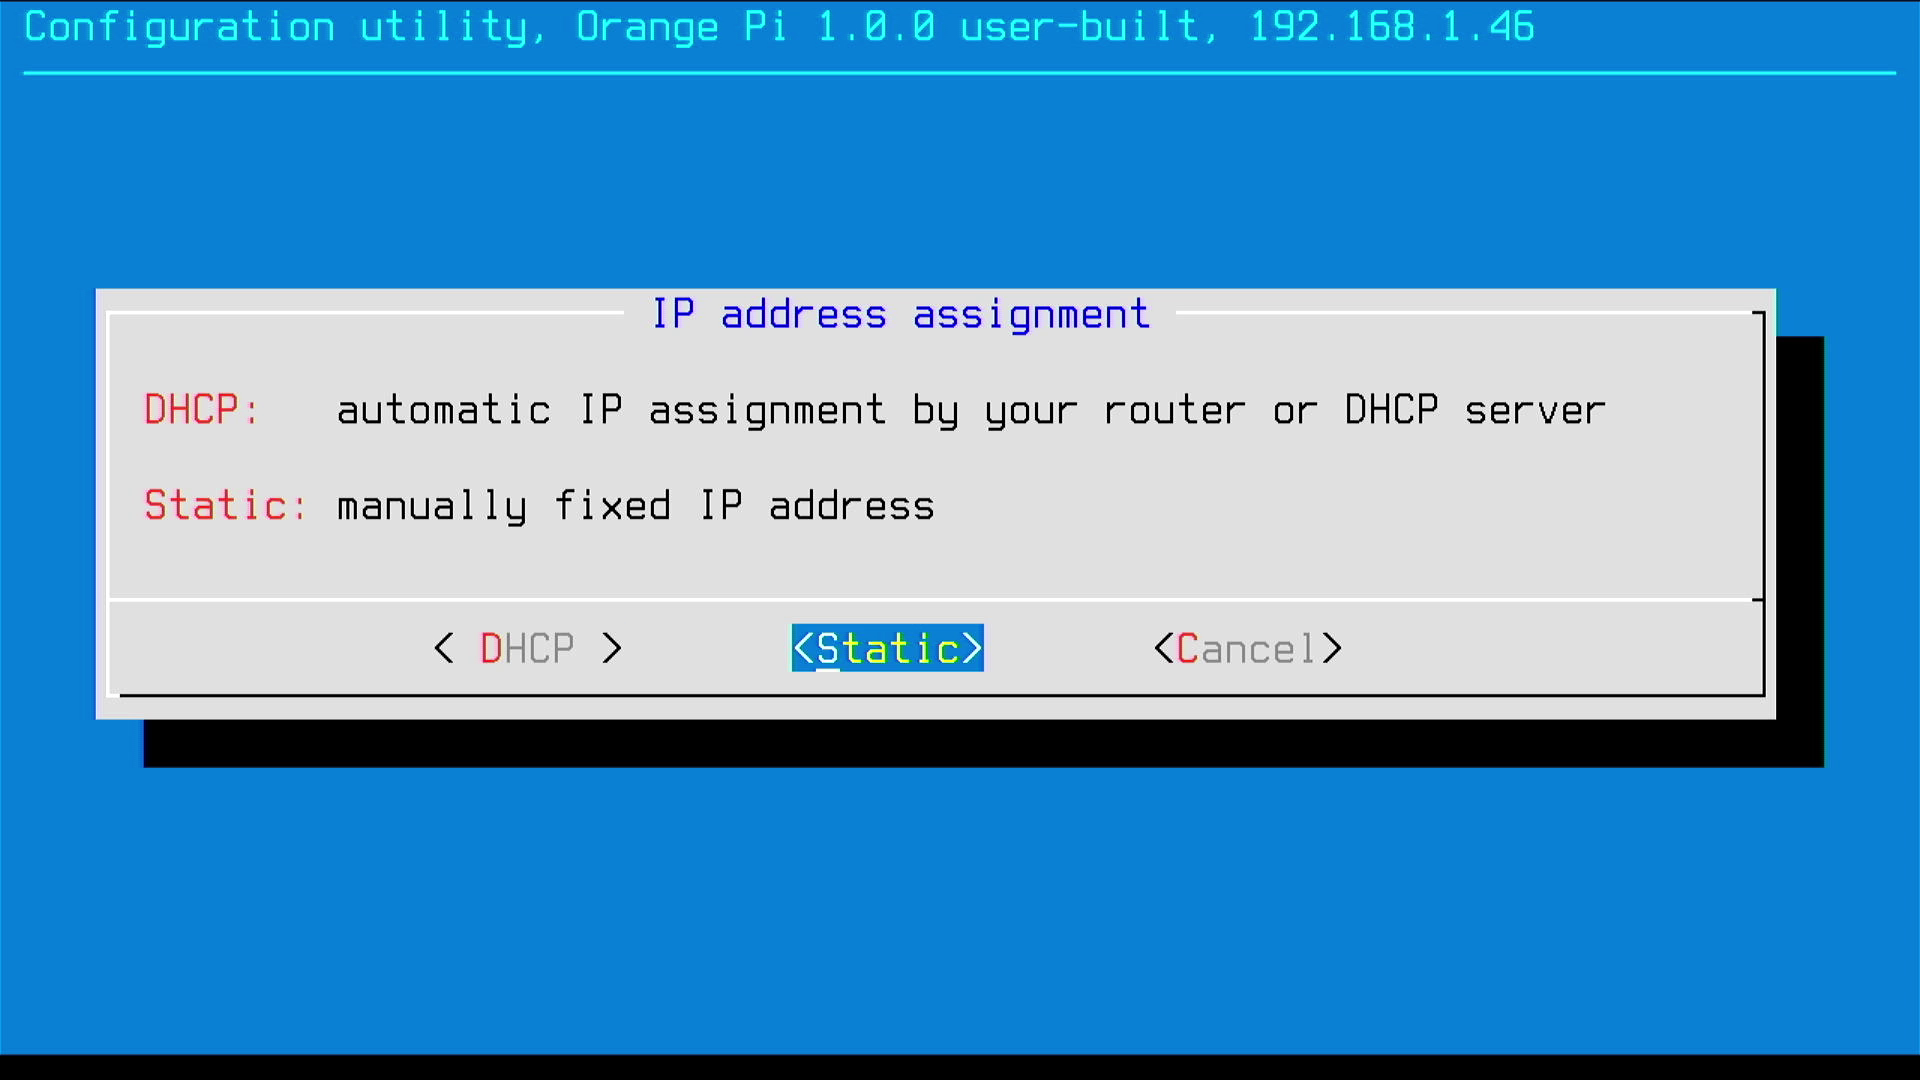 Configuration utility, Orange Pi 1.0.0 user-built, 192.168.1.46
IP address assignment
DHCP: automatic IP assignment by your router or DHCP server
Static: manually fixed IP address
< DHCP > <Static> <Cancel>